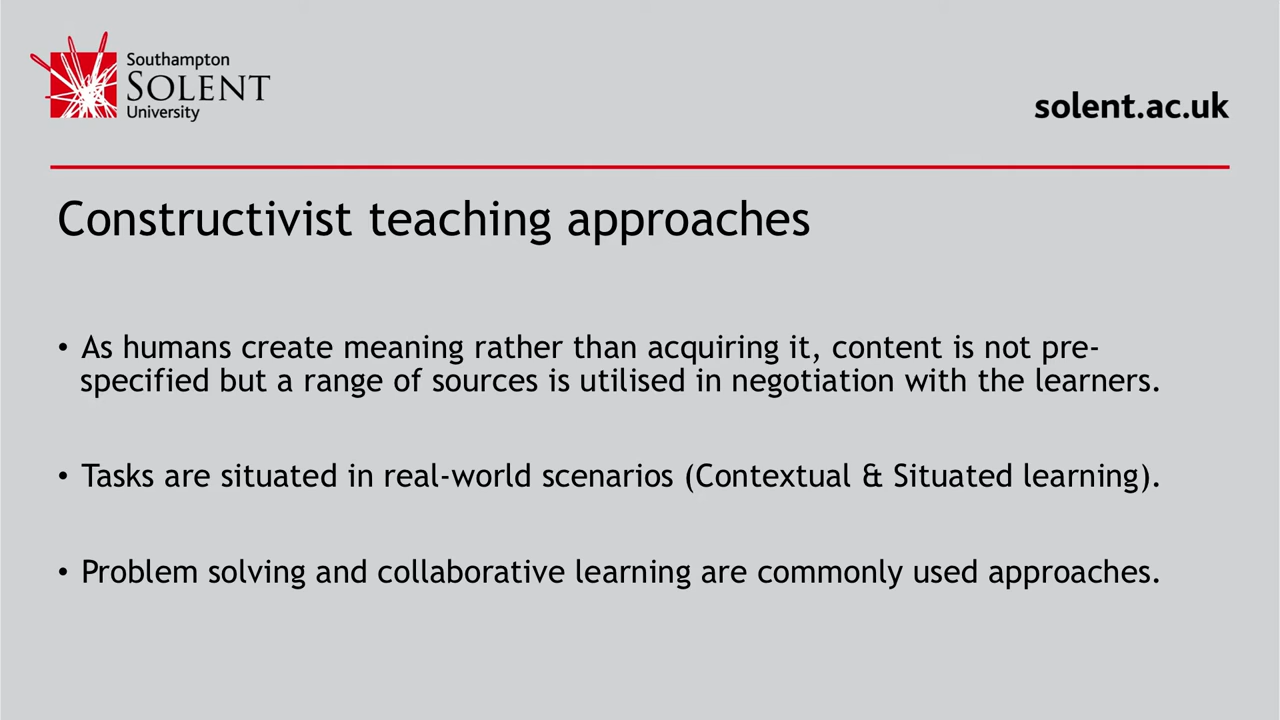 Southampton
SOLENT
University
solent.ac.uk
Constructivist teaching approaches
• As humans create meaning rather than acquiring it, content is not pre-
specified but a range of sources is utilised in negotiation with the learners.
• Tasks are situated in real-world scenarios (Contextual & Situated learning).
• Problem solving and collaborative learning are commonly used approaches.